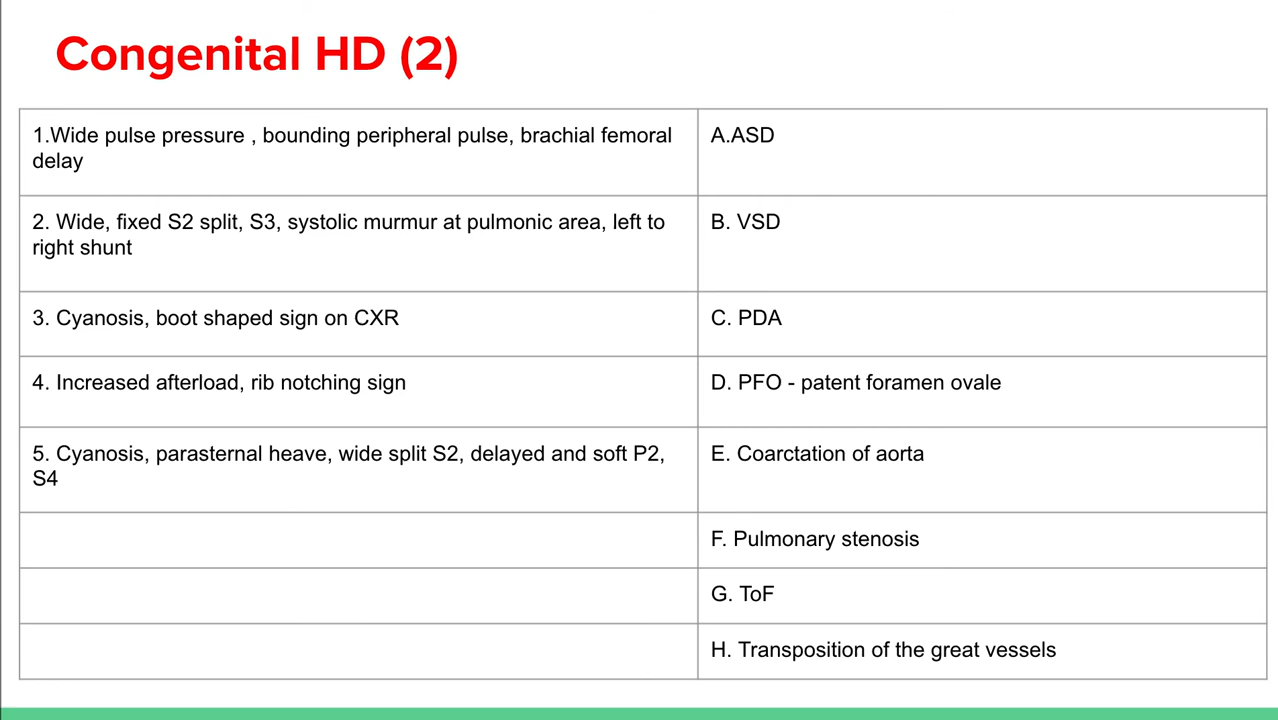 Congenital HD (2)
1.Wide pulse pressure , bounding peripheral pulse, brachial femoral
delay
A.ASD
2. Wide, fixed S2 split, S3, systolic murmur at pulmonic area, left to
right shunt
B. VSD
3. Cyanosis, boot shaped sign on CXR
C. PDA
4. Increased afterload, rib notching sign
D. PFO - patent foramen ovale
5. Cyanosis, parasternal heave, wide split S2, delayed and soft P2,
S4
E. Coarctation of aorta
F. Pulmonary stenosis
G. ToF
H. Transposition of the great vessels